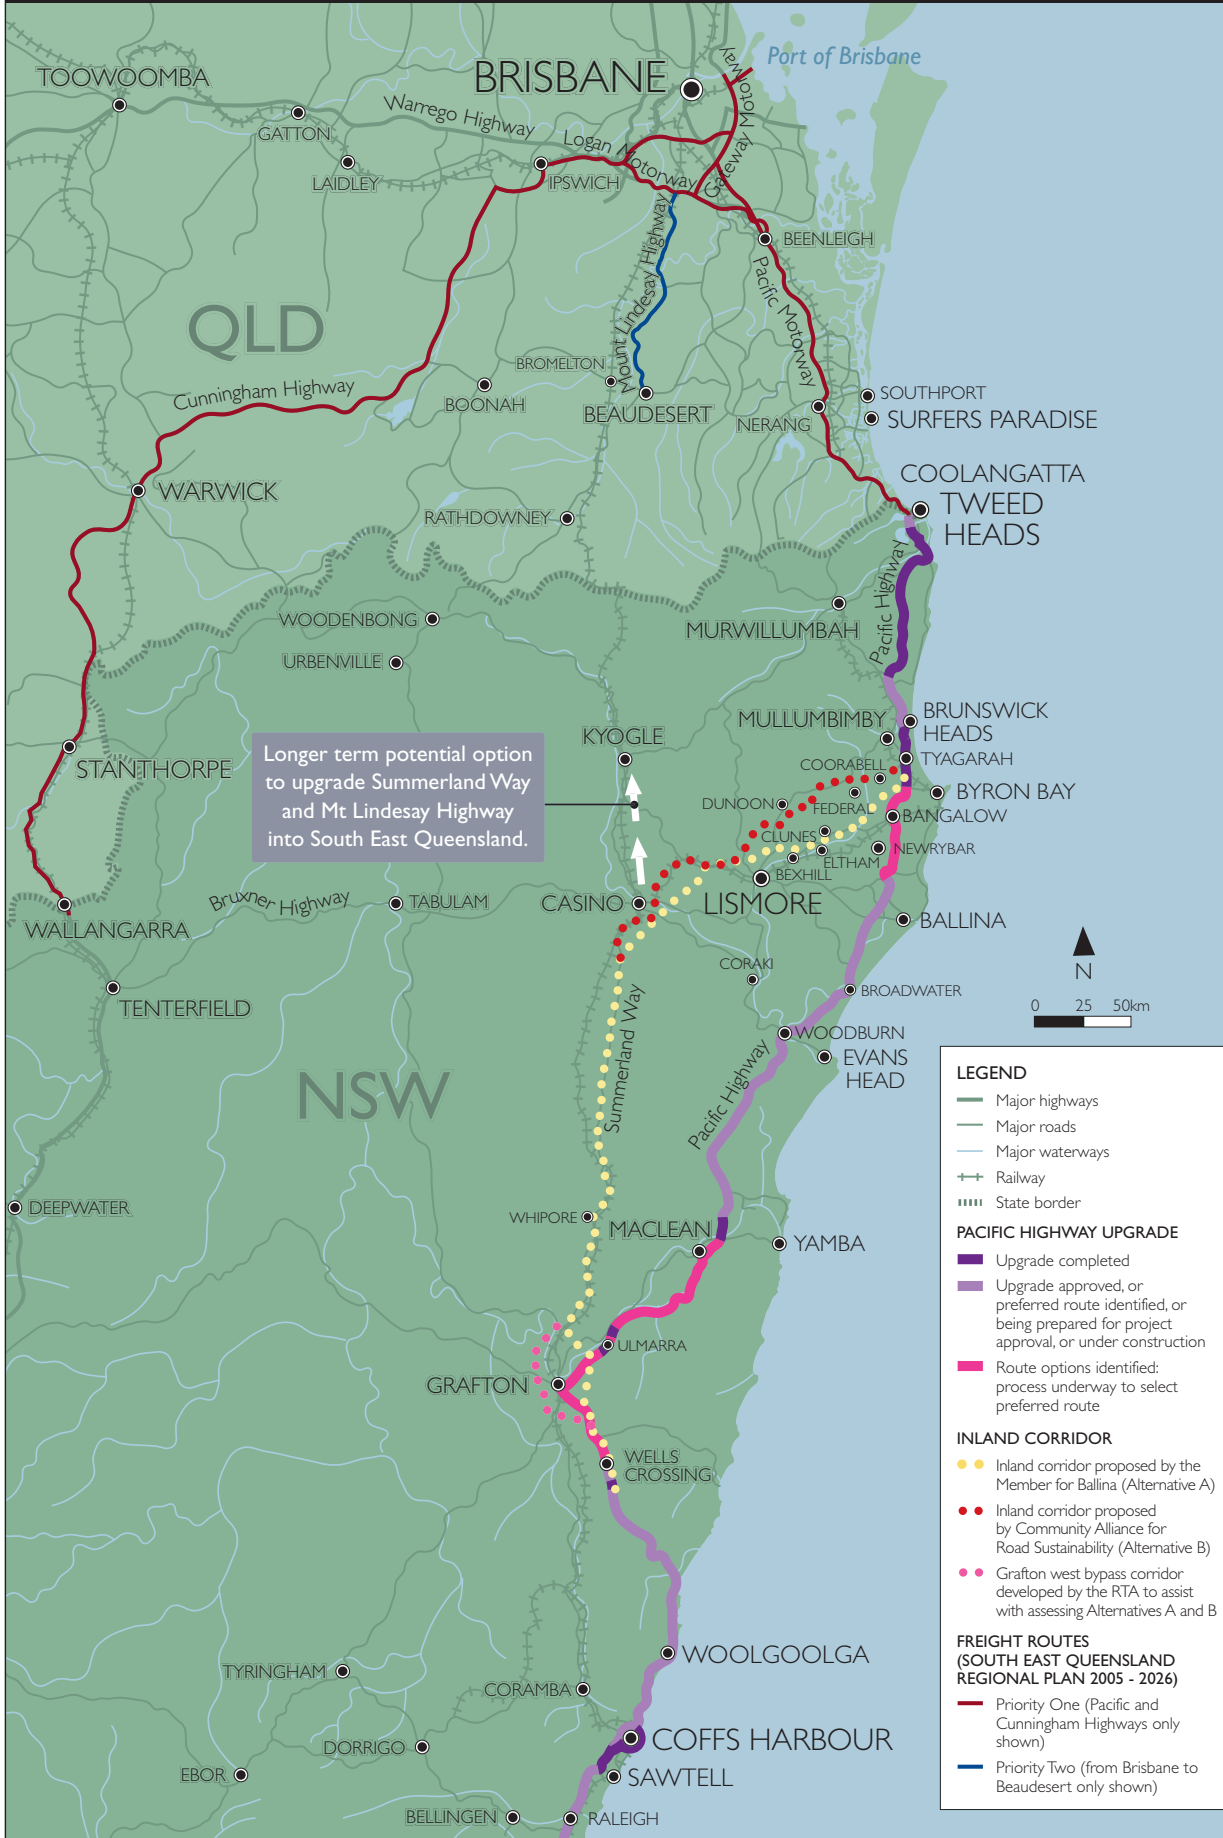 Port of Brisbane
BRISBANE
TOOWOOMBA
GATTON
Warrego Highway
Logan Motorway
Gateway Motorway
LAIDLEY
IPSWICH
BEENLEIGH
Mount Lindesay Highway
Pacific Motorway
QLD
BROMELTON
Cunningham Highway
BOONAH
BEAUDESERT
NERANG
SOUTHPORT
SURFERS PARADISE
COOLANGATTA
TWEED
HEADS
WARWICK
RATHDOWNEY
Pacific Highway
WOODENBONG
MURWILLUMBAH
URBENVILLE
MULLUMBIMBY
BRUNSWICK
HEADS
KYOGLE
TYAGARAH
STANTHORPE
Longer term potential option
to upgrade Summerland Way
and Mt Lindesay Highway
into South East Queensland.
COORABELL
BYRON BAY
DUNOON
FEDERAL
BANGALOW
CLUNES
NEWRYBAR
ELTHAM
BEXHILL
Bruxner Highway
TABULAM
CASINO
LISMORE
BALLINA
WALLANGARRA
CORAKI
N
TENTERFIELD
BROADWATER
0 25 50km
Summerland Way
WOODBURN
EVANS
HEAD
Pacific Highway
NSW
DEEPWATER
WHIPORE
MACLEAN
YAMBA
ULMARRA
GRAFTON
WELLS
CROSSING
WOOLGOOLGA
TYRINGHAM
CORAMBA
COFFS HARBOUR
DORRIGO
EBOR
SAWTELL
BELLINGEN
RALEIGH
LEGEND
Major highways
Major roads
Major waterways
Railway
State border
PACIFIC HIGHWAY UPGRADE
Upgrade completed
Upgrade approved, or
preferred route identified, or
being prepared for project
approval, or under construction
Route options identified:
process underway to select
preferred route
INLAND CORRIDOR
Inland corridor proposed by the
Member for Ballina (Alternative A)
Inland corridor proposed
by Community Alliance for
Road Sustainability (Alternative B)
Grafton west bypass corridor
developed by the RTA to assist
with assessing Alternatives A and B
FREIGHT ROUTES
(SOUTH EAST QUEENSLAND
REGIONAL PLAN 2005 - 2026)
Priority One (Pacific and
Cunningham Highways only
shown)
Priority Two (from Brisbane to
Beaudesert only shown)